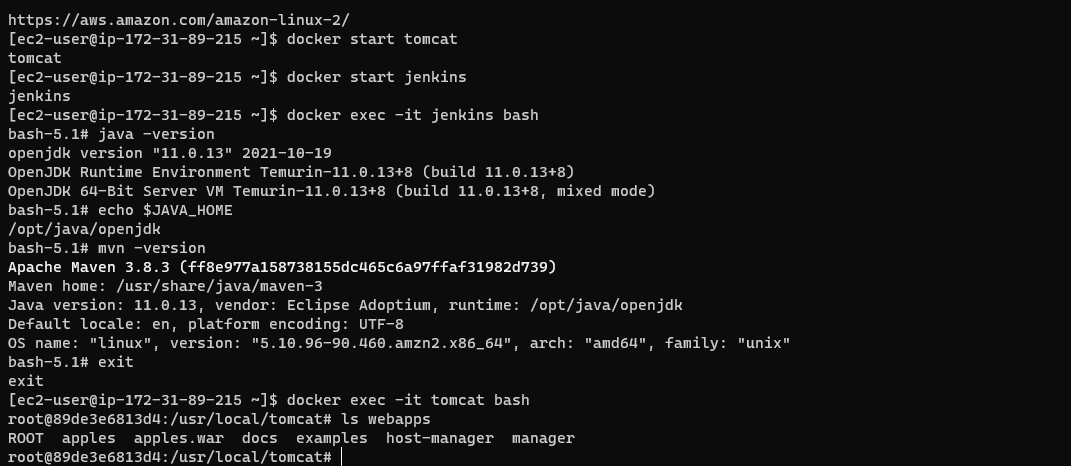 https://aws.amazon.com/amazon-linux-2/
[ec2-user@ip-172-31-89-215 ~]$ docker start tomcat
tomcat
[ec2-user@ip-172-31-89-215 ~]$ docker start jenkins
jenkins
[ec2-user@ip-172-31-89-215 ~]$ docker exec -it jenkins bash
bash-5.1# java -version
openjdk version "11.0.13" 2021-10-19
OpenJDK Runtime Environment Temurin-11.0.13+8 (build 11.0.13+8)
OpenJDK 64-Bit Server VM Temurin-11.0.13+8 (build 11.0.13+8, mixed mode)
bash-5.1# echo $JAVA_HOME
/opt/java/openjdk
bash-5.1# mvn -version
Apache Maven 3.8.3 (ff8e977a158738155dc465c6a97ffaf31982d739)
Maven home: /usr/share/java/maven-3
Java version: 11.0.13, vendor: Eclipse Adoptium, runtime: /opt/java/openjdk
Default locale: en, platform encoding: UTF-8
OS name: "linux", version: "5.10.96-90.460.amzn2.x86_64", arch: "amd64", family: "unix"
bash-5.1# exit
exit
[ec2-user@ip-172-31-89-215 ~]$ docker exec -it tomcat bash
root@89de3e6813d4:/usr/local/tomcat# ls webapps
ROOT  apples  apples.war  docs  examples  host-manager  manager
root@89de3e6813d4:/usr/local/tomcat#